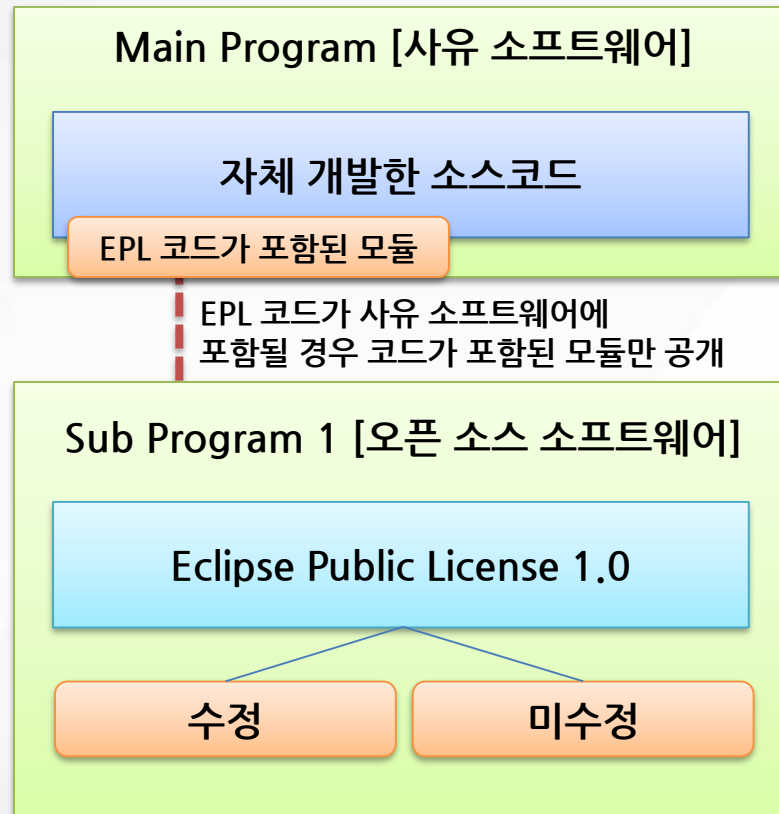 Main Program [사유 소프트웨어]
자체 개발한 소스코드
EPL 코드가 포함된 모듈
EPL 코드가 사유 소프트웨어에
포함될 경우 코드가 포함된 모듈만 공개
Sub Program 1 [오픈 소스 소프트웨어]
Eclipse Public License 1.0
수정
미수정